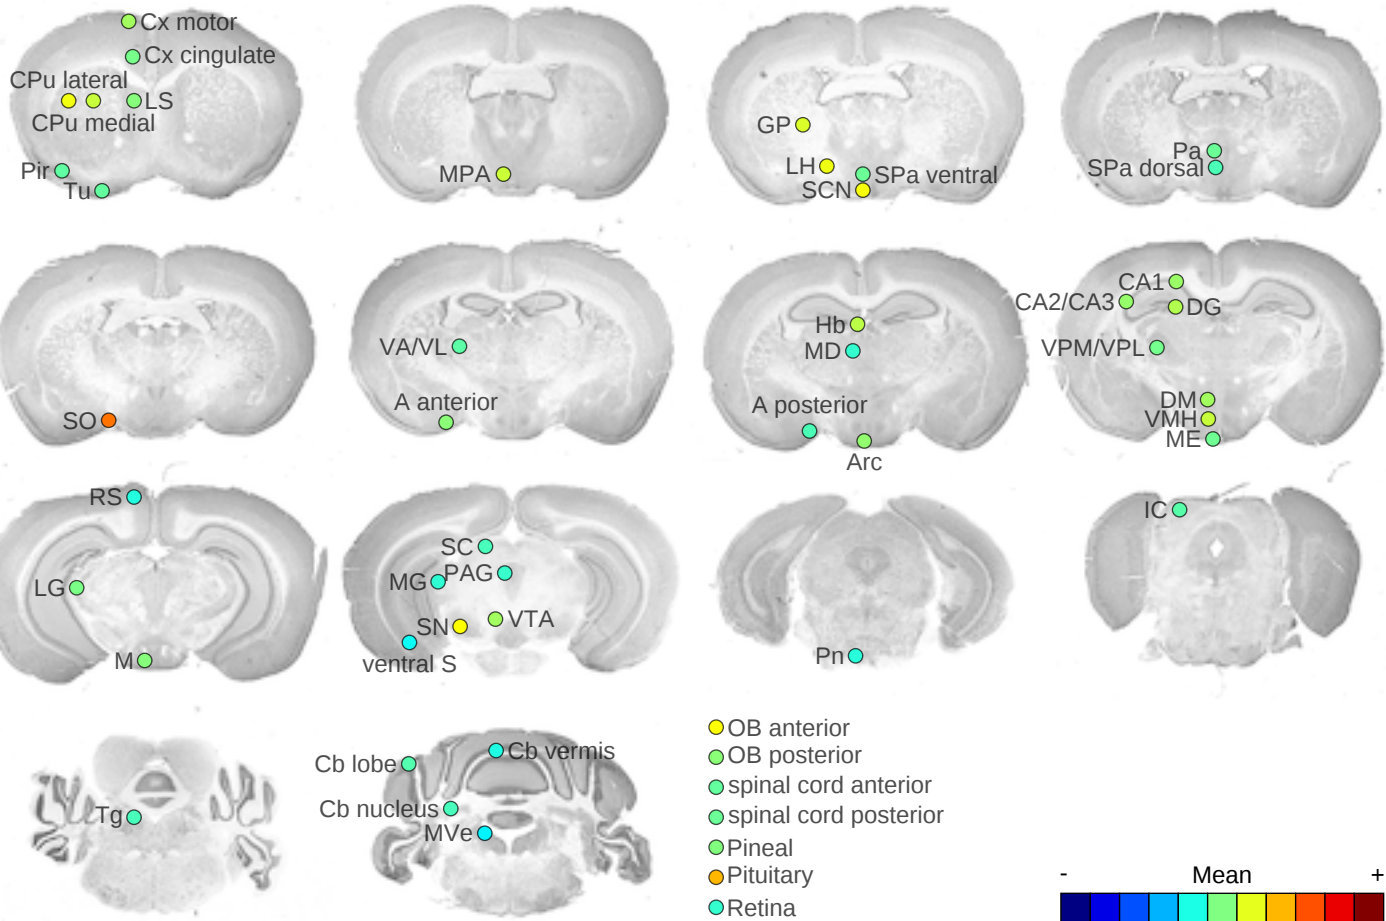 Cx motor
Cx cingulate
CPu lateral
LS
CPu medial
Pir
Tu
MPA
GP
LH
SPa ventral
SCN
Pa
SPa dorsal
SO
VA/VL
A anterior
Hb
MD
A posterior
Arc
CA1
CA2/CA3
DG
VPM/VPL
DM
VMH
ME
RS
LG
M
SC
PAG
MG
SN
VTA
ventral S
Pn
IC
Tg
Cb lobe
Cb vermis
Cb nucleus
MVe
OB anterior
OB posterior
spinal cord anterior
spinal cord posterior
Pineal
Pituitary
Retina
- Mean +